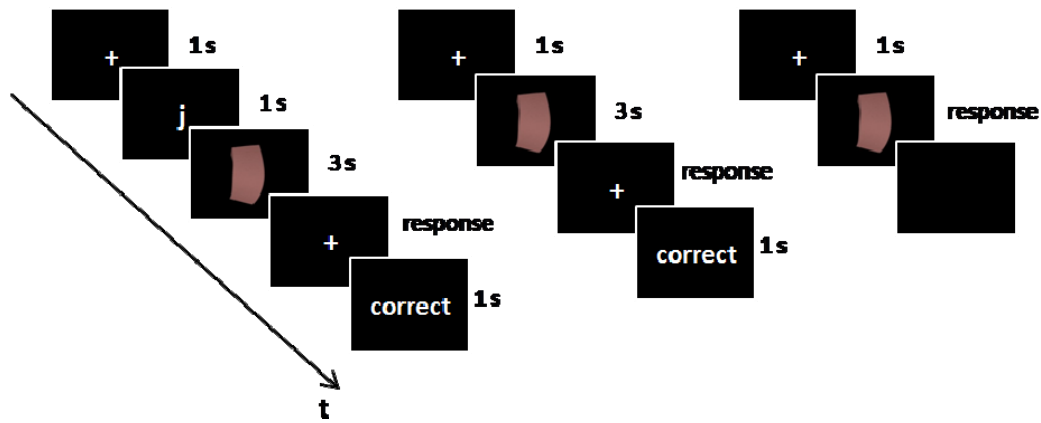 +
1s
j
1s
3s
+
response
correct
1s
t
+
1s
3s
+
response
correct
1s
+
1s
response